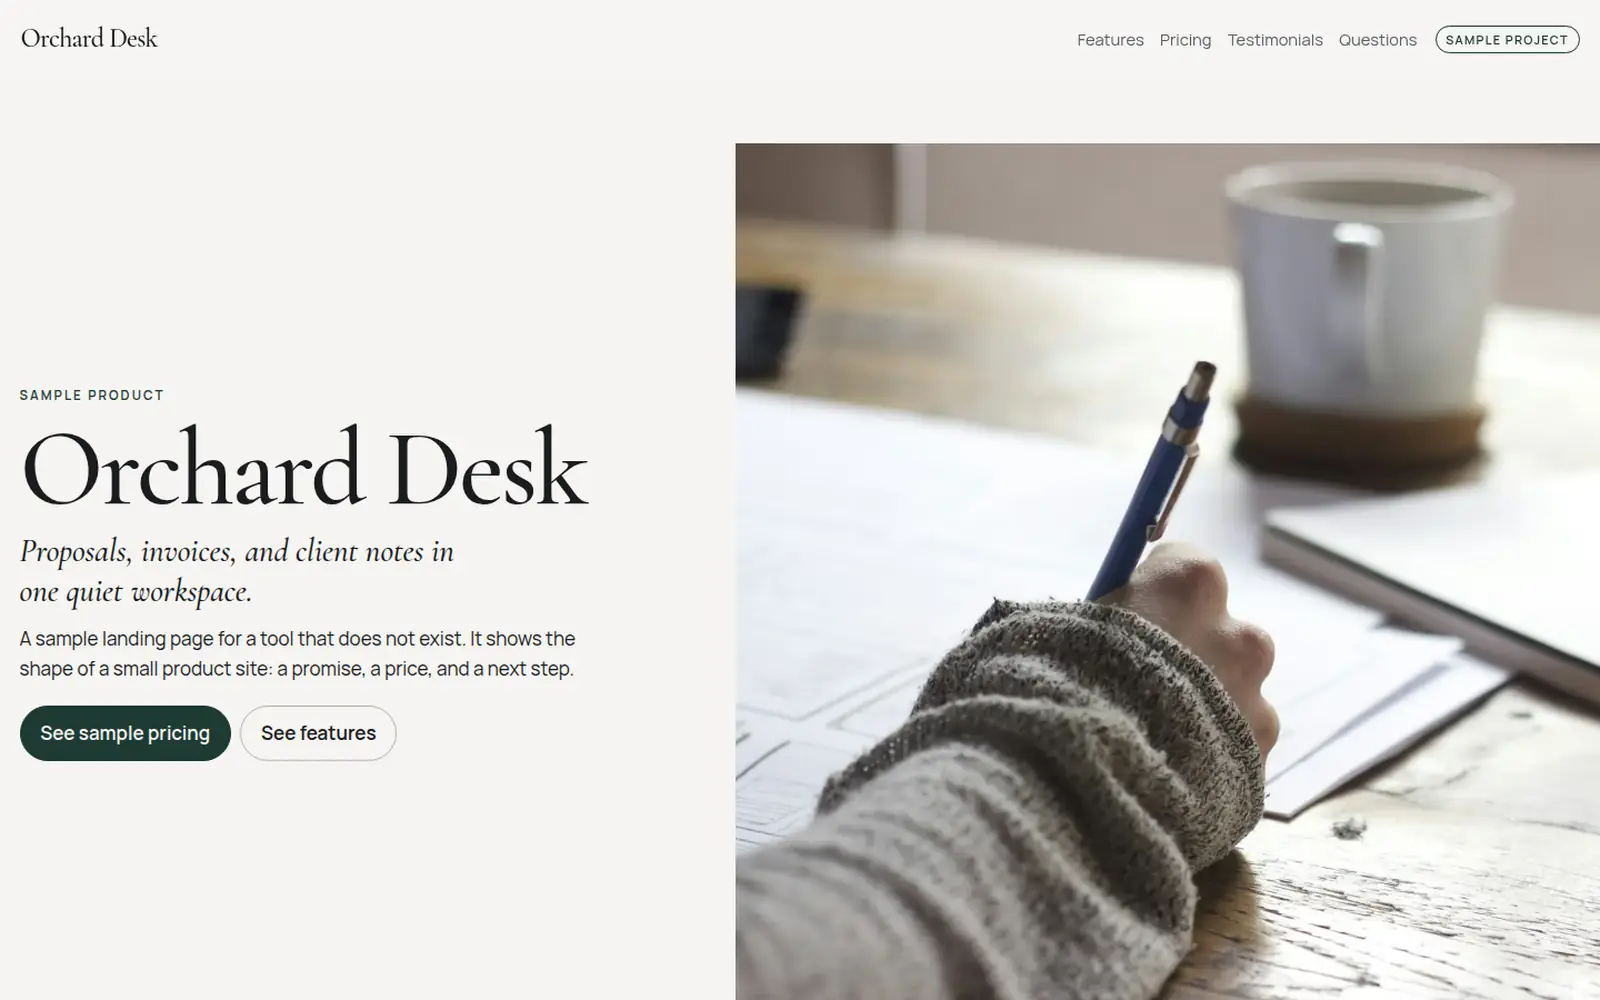 Orchard Desk
Features
Pricing
Testimonials
Questions
SAMPLE PROJECT
SAMPLE PRODUCT
Orchard Desk
Proposals, invoices, and client notes in
one quiet workspace.
A sample landing page for a tool that does not exist. It shows the
shape of a small product site: a promise, a price, and a next step.
See sample pricing
See features